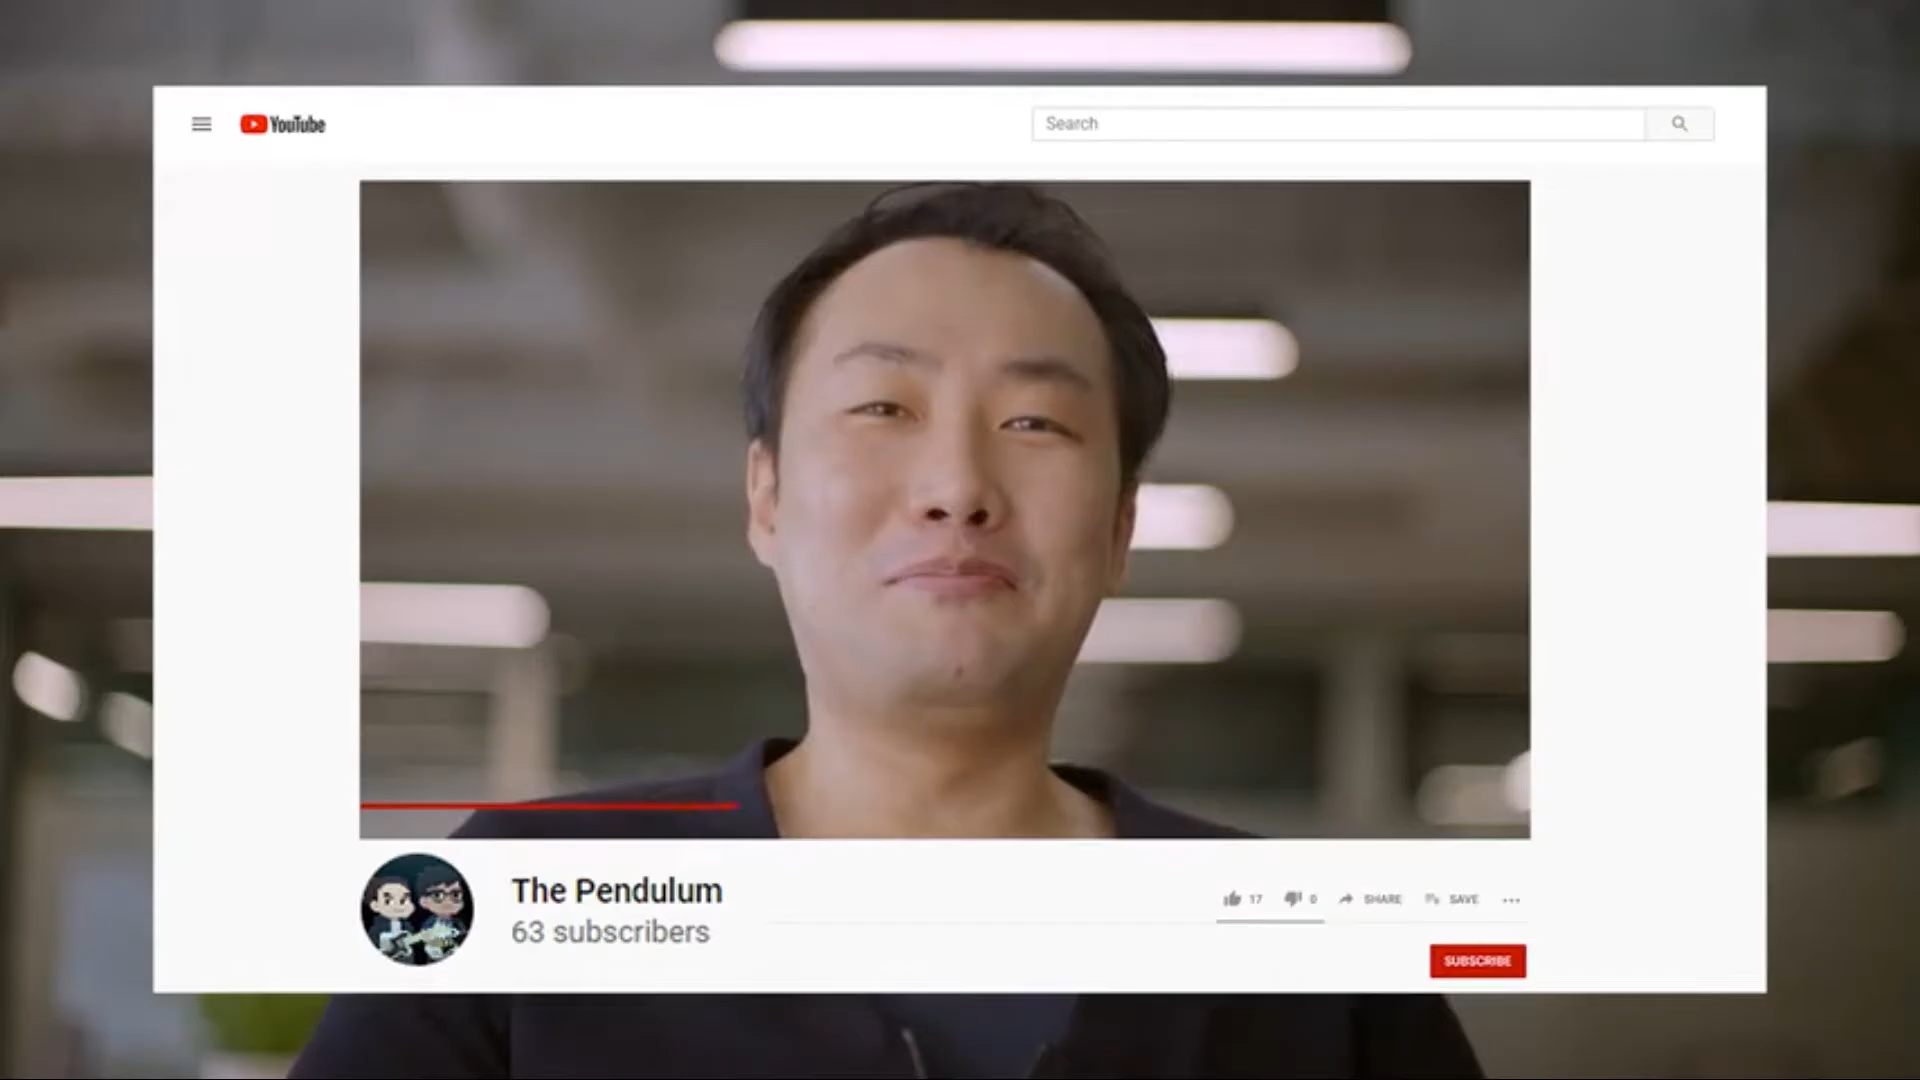 YouTube
Search
The Pendulum
63 subscribers
17 0 SHARE SAVE
SUBSCRIBE